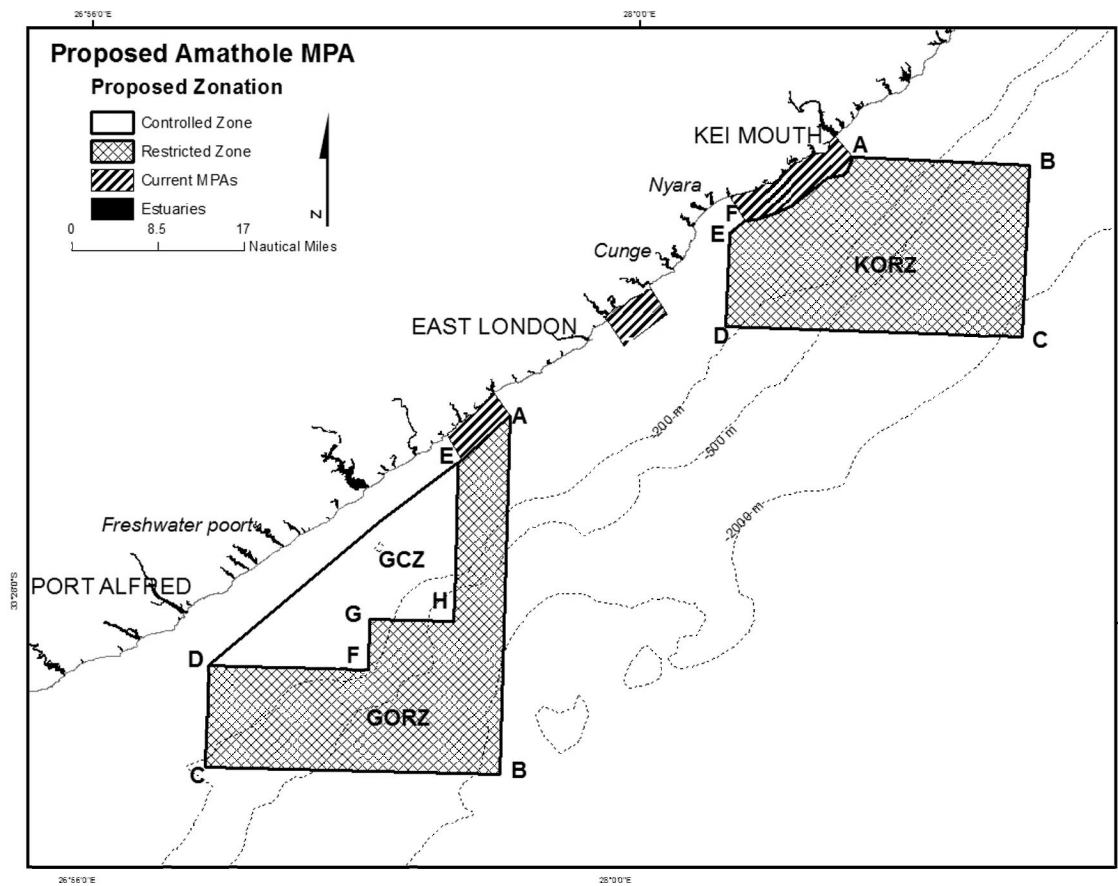 26°56'0"E
28°0'0"E
Proposed Amathole MPA
Proposed Zonation
Controlled Zone
Restricted Zone
Current MPAs
Estuaries
N
0 8.5 17
Nautical Miles
KEI MOUTH
A
B
Nyara
F
E
Cunge
KORZ
EAST LONDON
D
C
A
-200 m
-500 m
E
-2000 m
Freshwater poort
GCZ
33°28'0"S
PORT ALFRED
G
H
D
F
GORZ
C
B
26°56'0"E
28°0'0"E